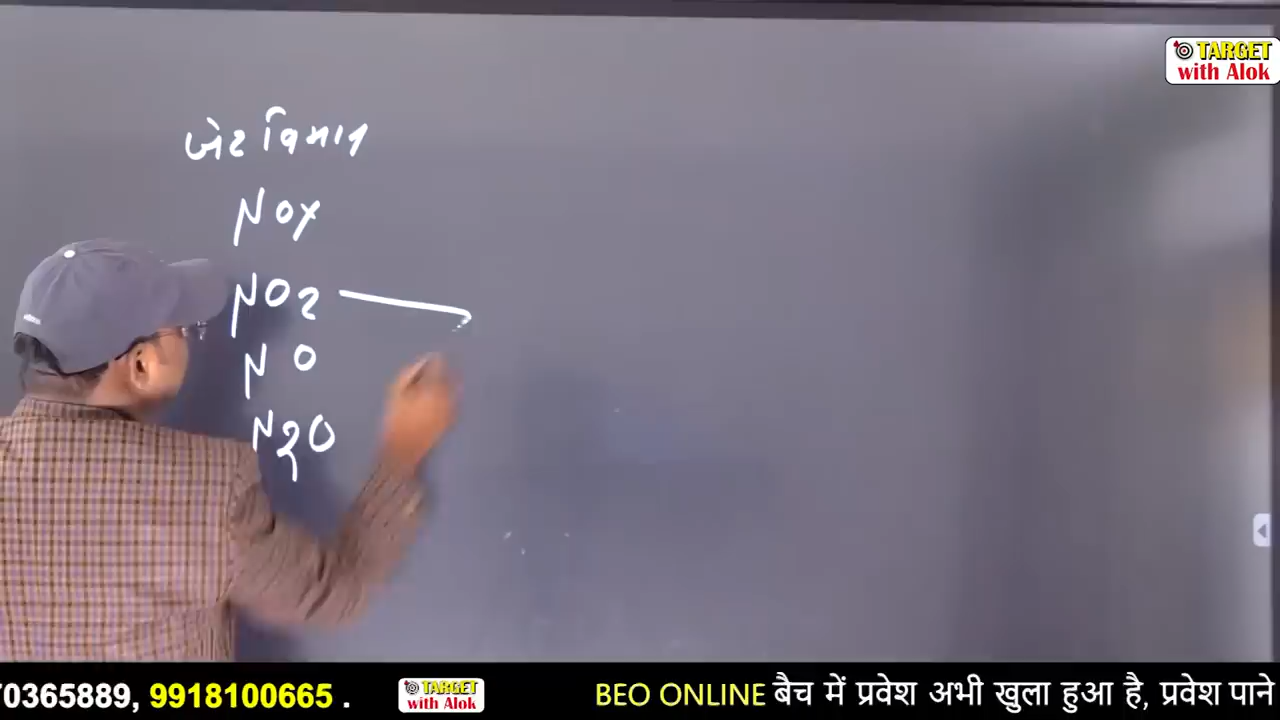 TARGET
with Alok
जेट विमान
NOx
NO2
NO
N2O
70365889, 9918100665 .
TARGET
with Alok
BEO ONLINE बैच में प्रवेश अभी खुला हुआ है, प्रवेश पाने